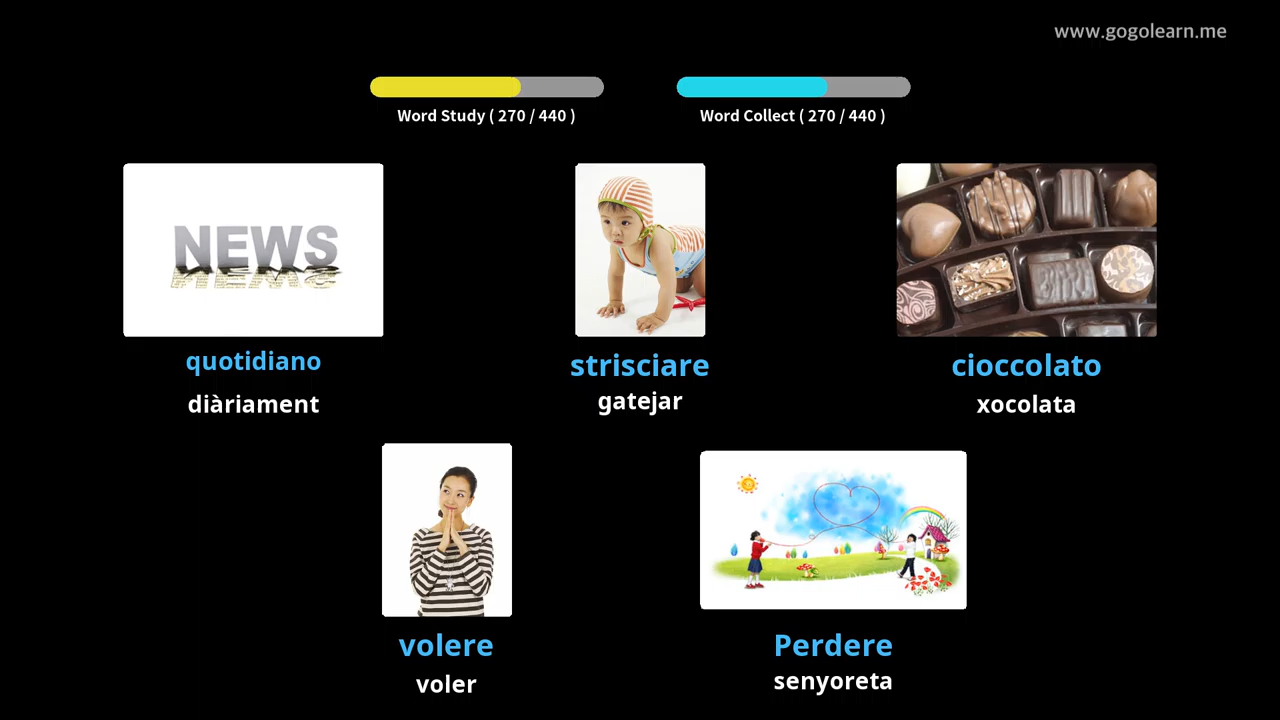 www.gogolearn.me
Word Study ( 270 / 440 )
Word Collect ( 270 / 440 )
NEWS
quotidiano
diàriament
strisciare
gatejar
cioccolato
xocolata
volere
voler
Perdere
senyoreta